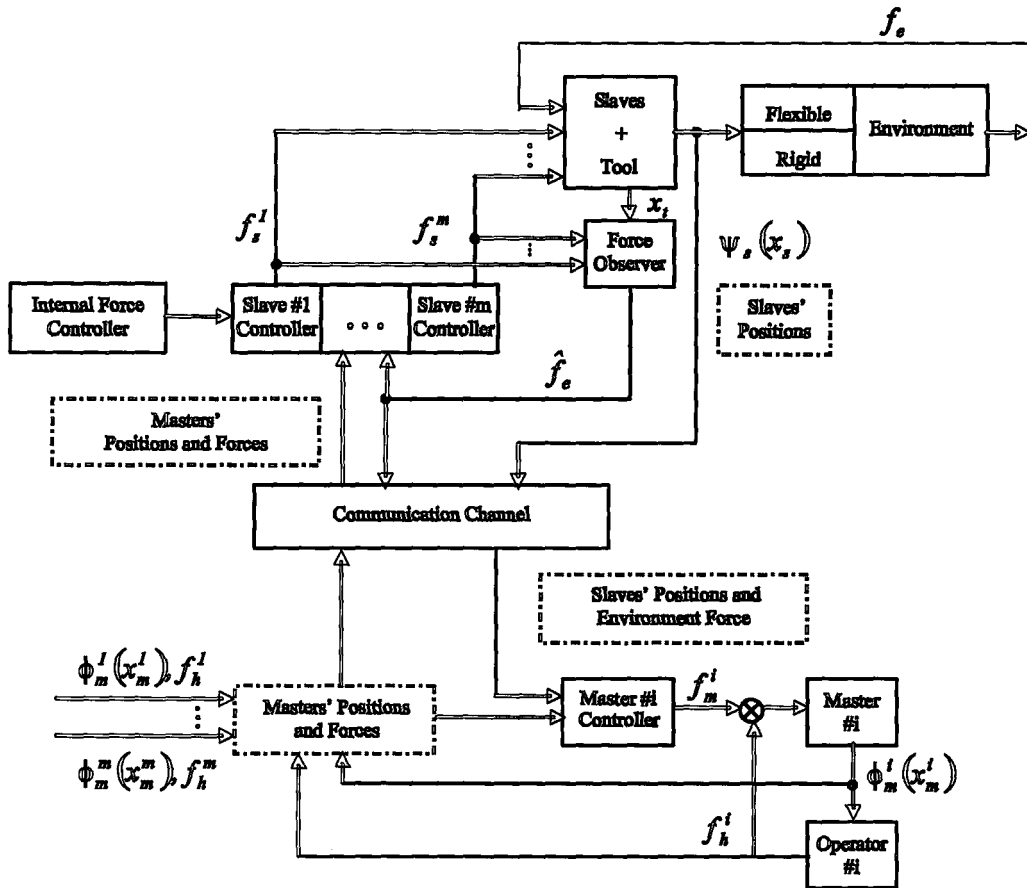 f_e
Slaves
+
Tool
Flexible
Rigid
Environment
f_s^1
f_s^m
x_t
Force
Observer
ψ_s(x_s)
Internal Force
Controller
Slave #1
Controller
Slave #m
Controller
Slaves'
Positions
f̂_e
Masters'
Positions and Forces
Communication Channel
Slaves' Positions and
Environment Force
ϕ_m^1(x_m^1), f_h^1
Masters' Positions
and Forces
Master #i
Controller
f_m^i
Master
#i
ϕ_m^m(x_m^m), f_h^m
ϕ_m^i(x_m^i)
f_h^i
Operator
#i